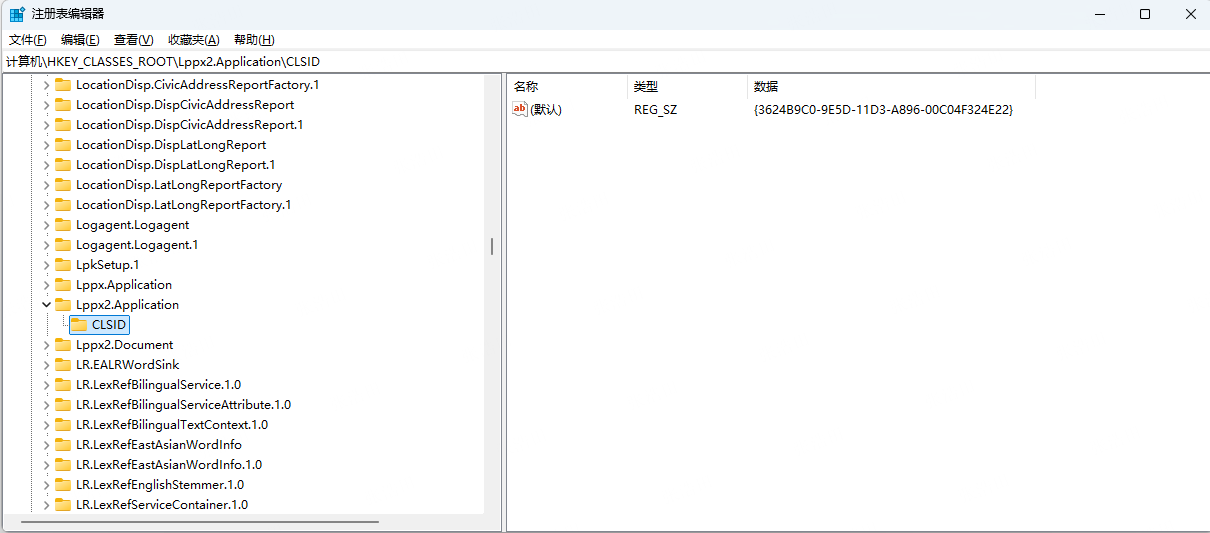 注册表编辑器
文件(F) 编辑(E) 查看(V) 收藏夹(A) 帮助(H)
计算机\HKEY_CLASSES_ROOT\Lppx2.Application\CLSID
LocationDisp.CivicAddressReportFactory.1
LocationDisp.DispCivicAddressReport
LocationDisp.DispCivicAddressReport.1
LocationDisp.DispLatLongReport
LocationDisp.DispLatLongReport.1
LocationDisp.LatLongReportFactory
LocationDisp.LatLongReportFactory.1
Logagent.Logagent
Logagent.Logagent.1
LpkSetup.1
Lppx.Application
Lppx2.Application
CLSID
Lppx2.Document
LR.EALRWordSink
LR.LexRefBilingualService.1.0
LR.LexRefBilingualServiceAttribute.1.0
LR.LexRefBilingualTextContext.1.0
LR.LexRefEastAsianWordInfo
LR.LexRefEastAsianWordInfo.1.0
LR.LexRefEnglishStemmer.1.0
LR.LexRefServiceContainer.1.0
名称 类型 数据
ab (默认) REG_SZ {3624B9C0-9E5D-11D3-A896-00C04F324E22}